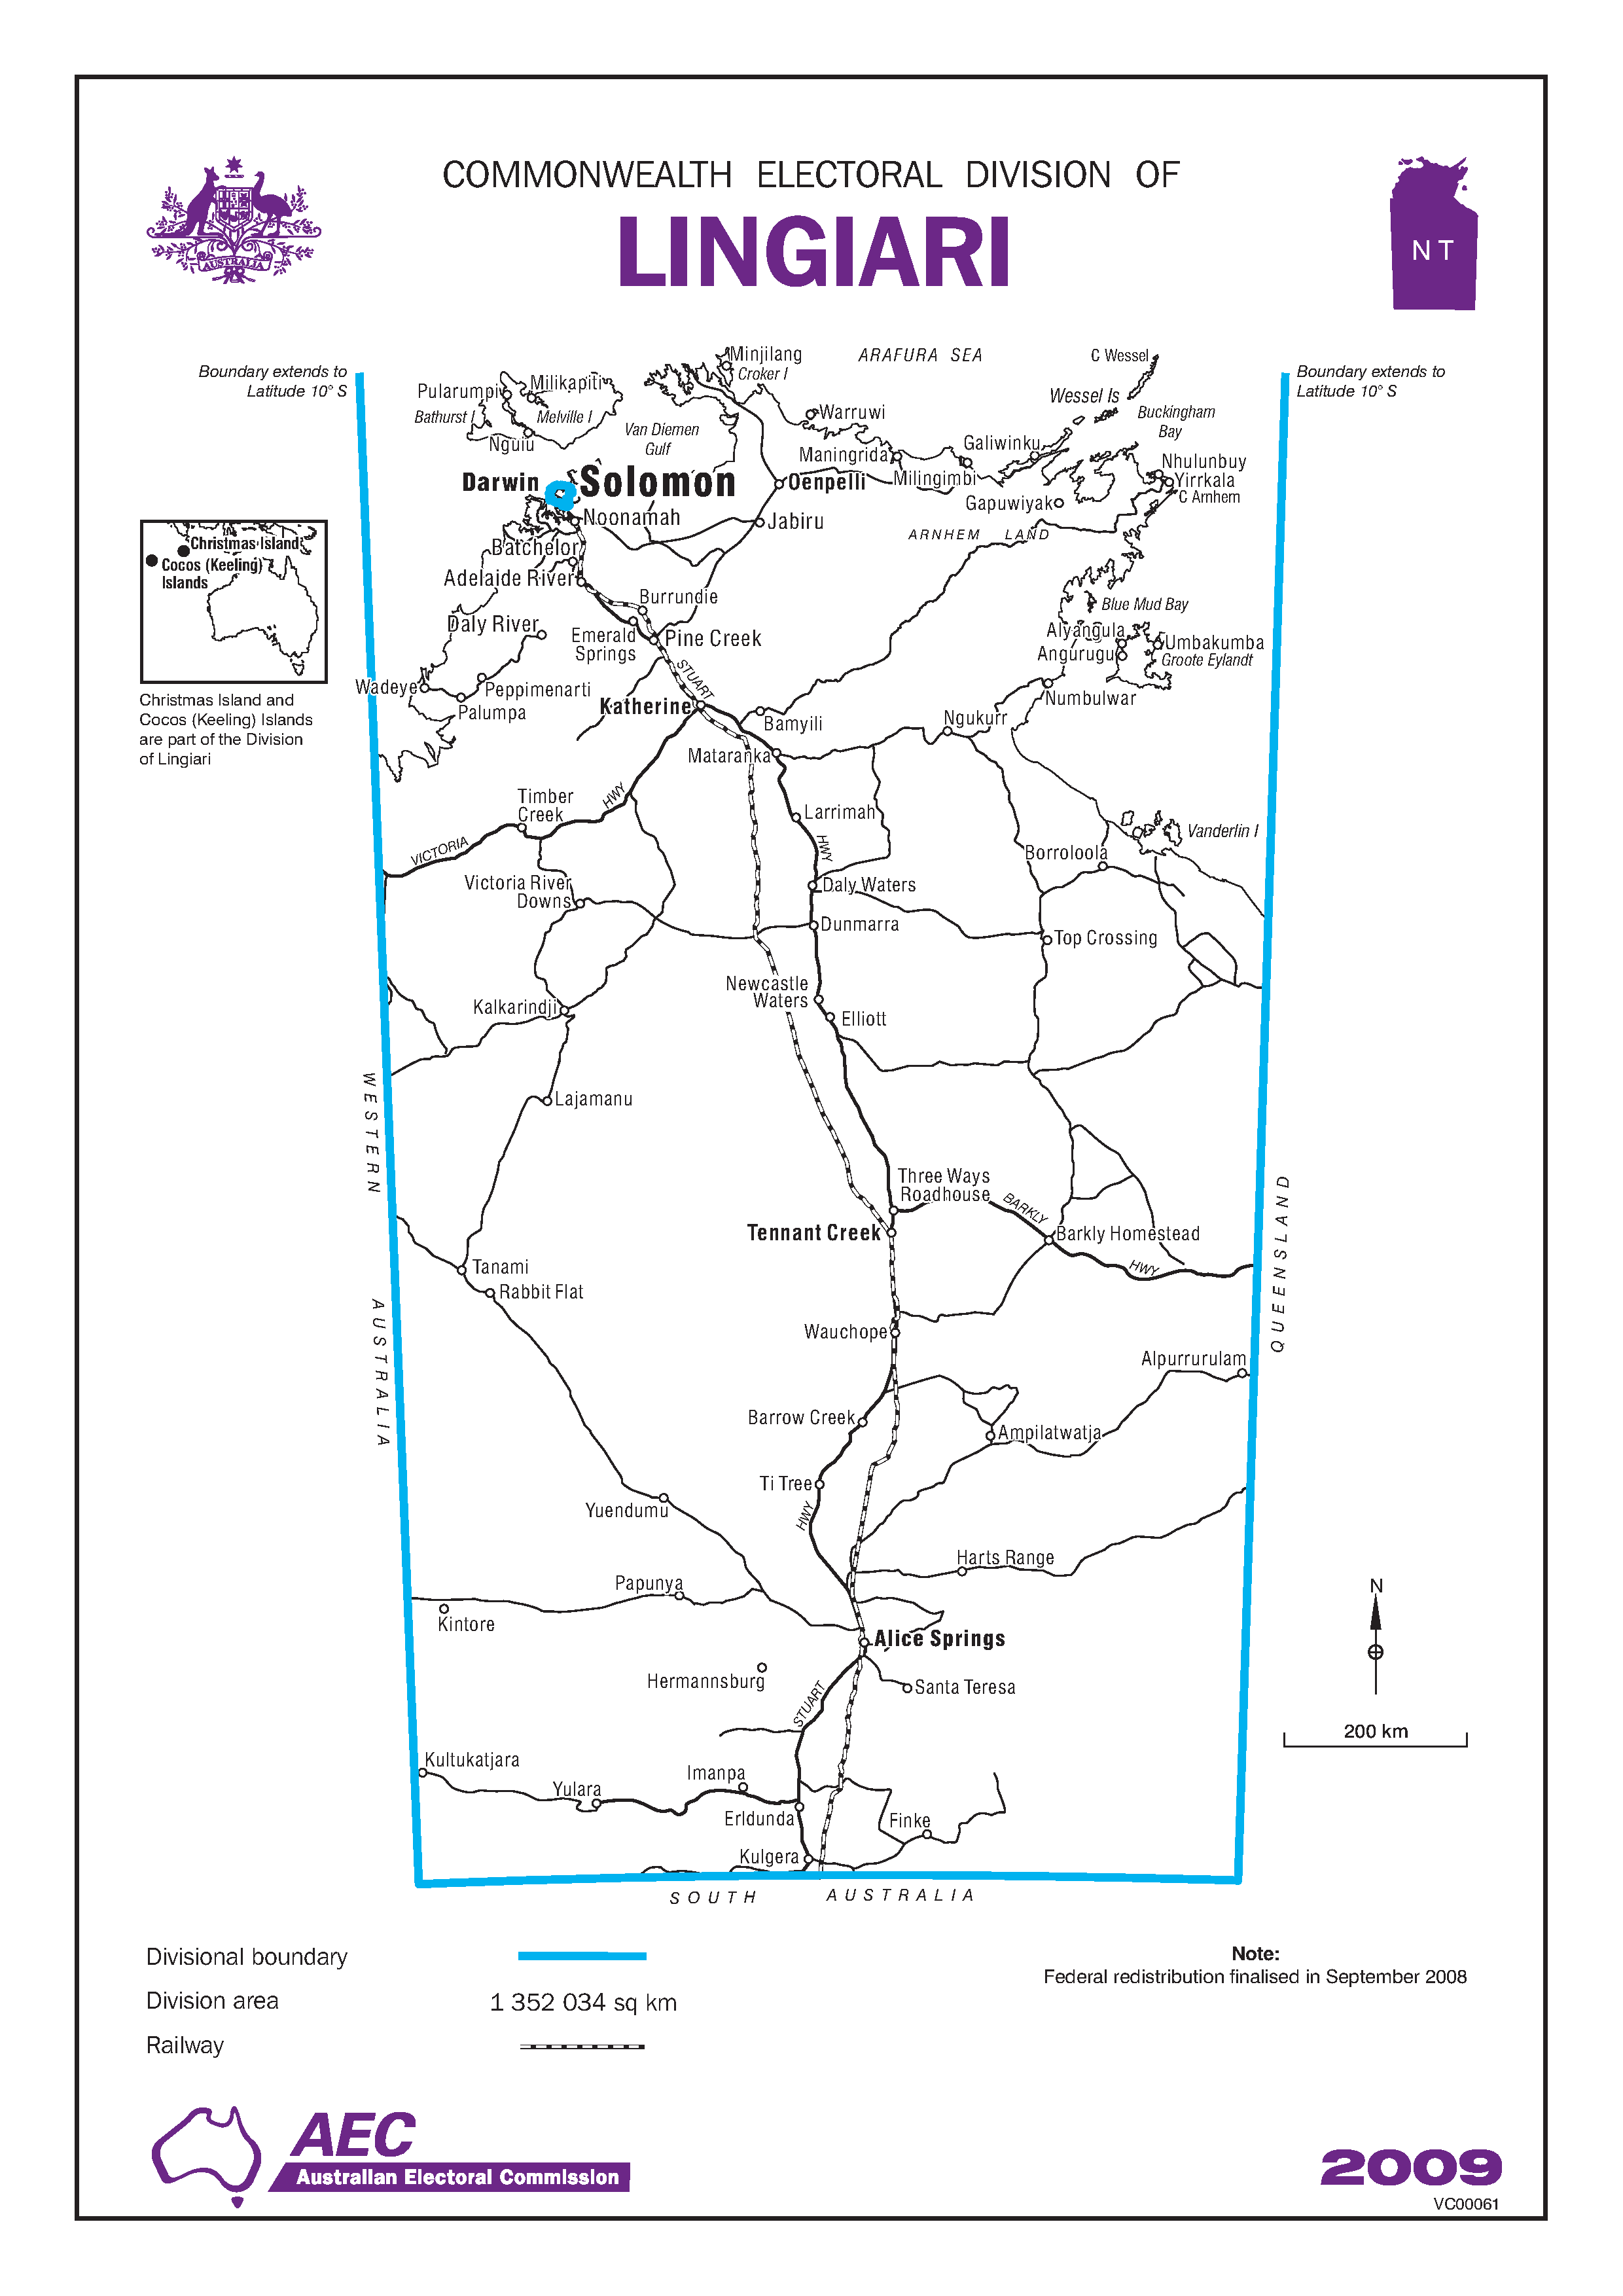 COMMONWEALTH ELECTORAL DIVISION OF
LINGIARI
AUSTRALIA
NT
Boundary extends to
Latitude 10° S
Boundary extends to
Latitude 10° S
Minjilang
ARAFURA SEA
C Wessel
Croker I
Pularumpi
Milikapiti
Wessel Is
Bathurst I
Melville I
Warruwi
Buckingham
Bay
Van Diemen
Gulf
Nguiu
Galiwinku
Maningrida
Nhulunbuy
Darwin
Solomon
Oenpelli
Milingimbi
Yirrkala
C Arnhem
Gapuwiyak
Noonamah
Jabiru
ARNHEM LAND
Batchelor
Christmas Island
Cocos (Keeling)
Islands
Adelaide River
Burrundie
Blue Mud Bay
Daly River
Emerald
Springs
Pine Creek
Alyangula
Umbakumba
Angurugu
Groote Eylandt
STUART
Wadeye
Peppimenarti
Numbulwar
Christmas Island and
Cocos (Keeling) Islands
are part of the Division
of Lingiari
Palumpa
Katherine
Bamyili
Ngukurr
Mataranka
Timber
Creek
HWY
Larrimah
VICTORIA
HWY
Vanderlin I
Borroloola
Victoria River
Downs
Daly Waters
Dunmarra
Top Crossing
Newcastle
Waters
Kalkarindji
Elliott
Lajamanu
WESTERN
AUSTRALIA
Three Ways
Roadhouse
BARKLY
HWY
QUEENSLAND
Tennant Creek
Barkly Homestead
Tanami
Rabbit Flat
Wauchope
Alpurrurulam
Barrow Creek
Ampilatwatja
Ti Tree
HWY
Yuendumu
Harts Range
Papunya
N
Kintore
Alice Springs
Hermannsburg
Santa Teresa
STUART
200 km
Kultukatjara
Imanpa
Yulara
Erldunda
Finke
Kulgera
SOUTH AUSTRALIA
Divisional boundary
Division area 1 352 034 sq km
Railway
Note:
Federal redistribution finalised in September 2008
AEC
Australian Electoral Commission
2009
VC00061